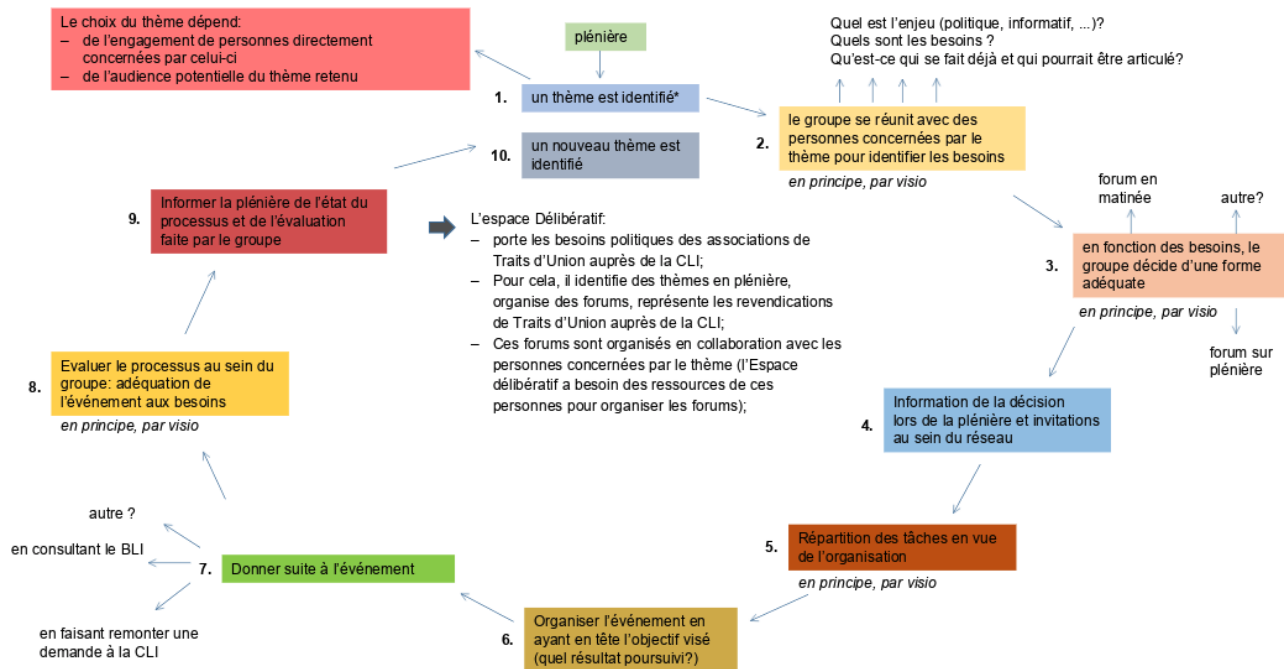 Le choix du thème dépend:
– de l'engagement de personnes directement
concernées par celui-ci
– de l'audience potentielle du thème retenu
plénière
Quel est l'enjeu (politique, informatif, ...)?
Quels sont les besoins ?
Qu'est-ce qui se fait déjà et qui pourrait être articulé?
1. un thème est identifié*
2. le groupe se réunit avec des
personnes concernées par le
thème pour identifier les besoins
en principe, par visio
10. un nouveau thème est
identifié
forum en
matinée
autre?
3. en fonction des besoins, le
groupe décide d'une forme
adéquate
en principe, par visio
forum sur
plénière
9. Informer la plénière de l'état du
processus et de l'évaluation
faite par le groupe
L'espace Délibératif:
– porte les besoins politiques des associations de
Traits d'Union auprès de la CLI;
– Pour cela, il identifie des thèmes en plénière,
organise des forums, représente les revendications
de Traits d'Union auprès de la CLI;
– Ces forums sont organisés en collaboration avec les
personnes concernées par le thème (l'Espace
délibératif a besoin des ressources de ces
personnes pour organiser les forums);
4. Information de la décision
lors de la plénière et invitations
au sein du réseau
8. Evaluer le processus au sein du
groupe: adéquation de
l'événement aux besoins
en principe, par visio
5. Répartition des tâches en vue
de l'organisation
en principe, par visio
autre ?
en consultant le BLI
7. Donner suite à l'événement
en faisant remonter une
demande à la CLI
6. Organiser l'événement en
ayant en tête l'objectif visé
(quel résultat poursuivi?)